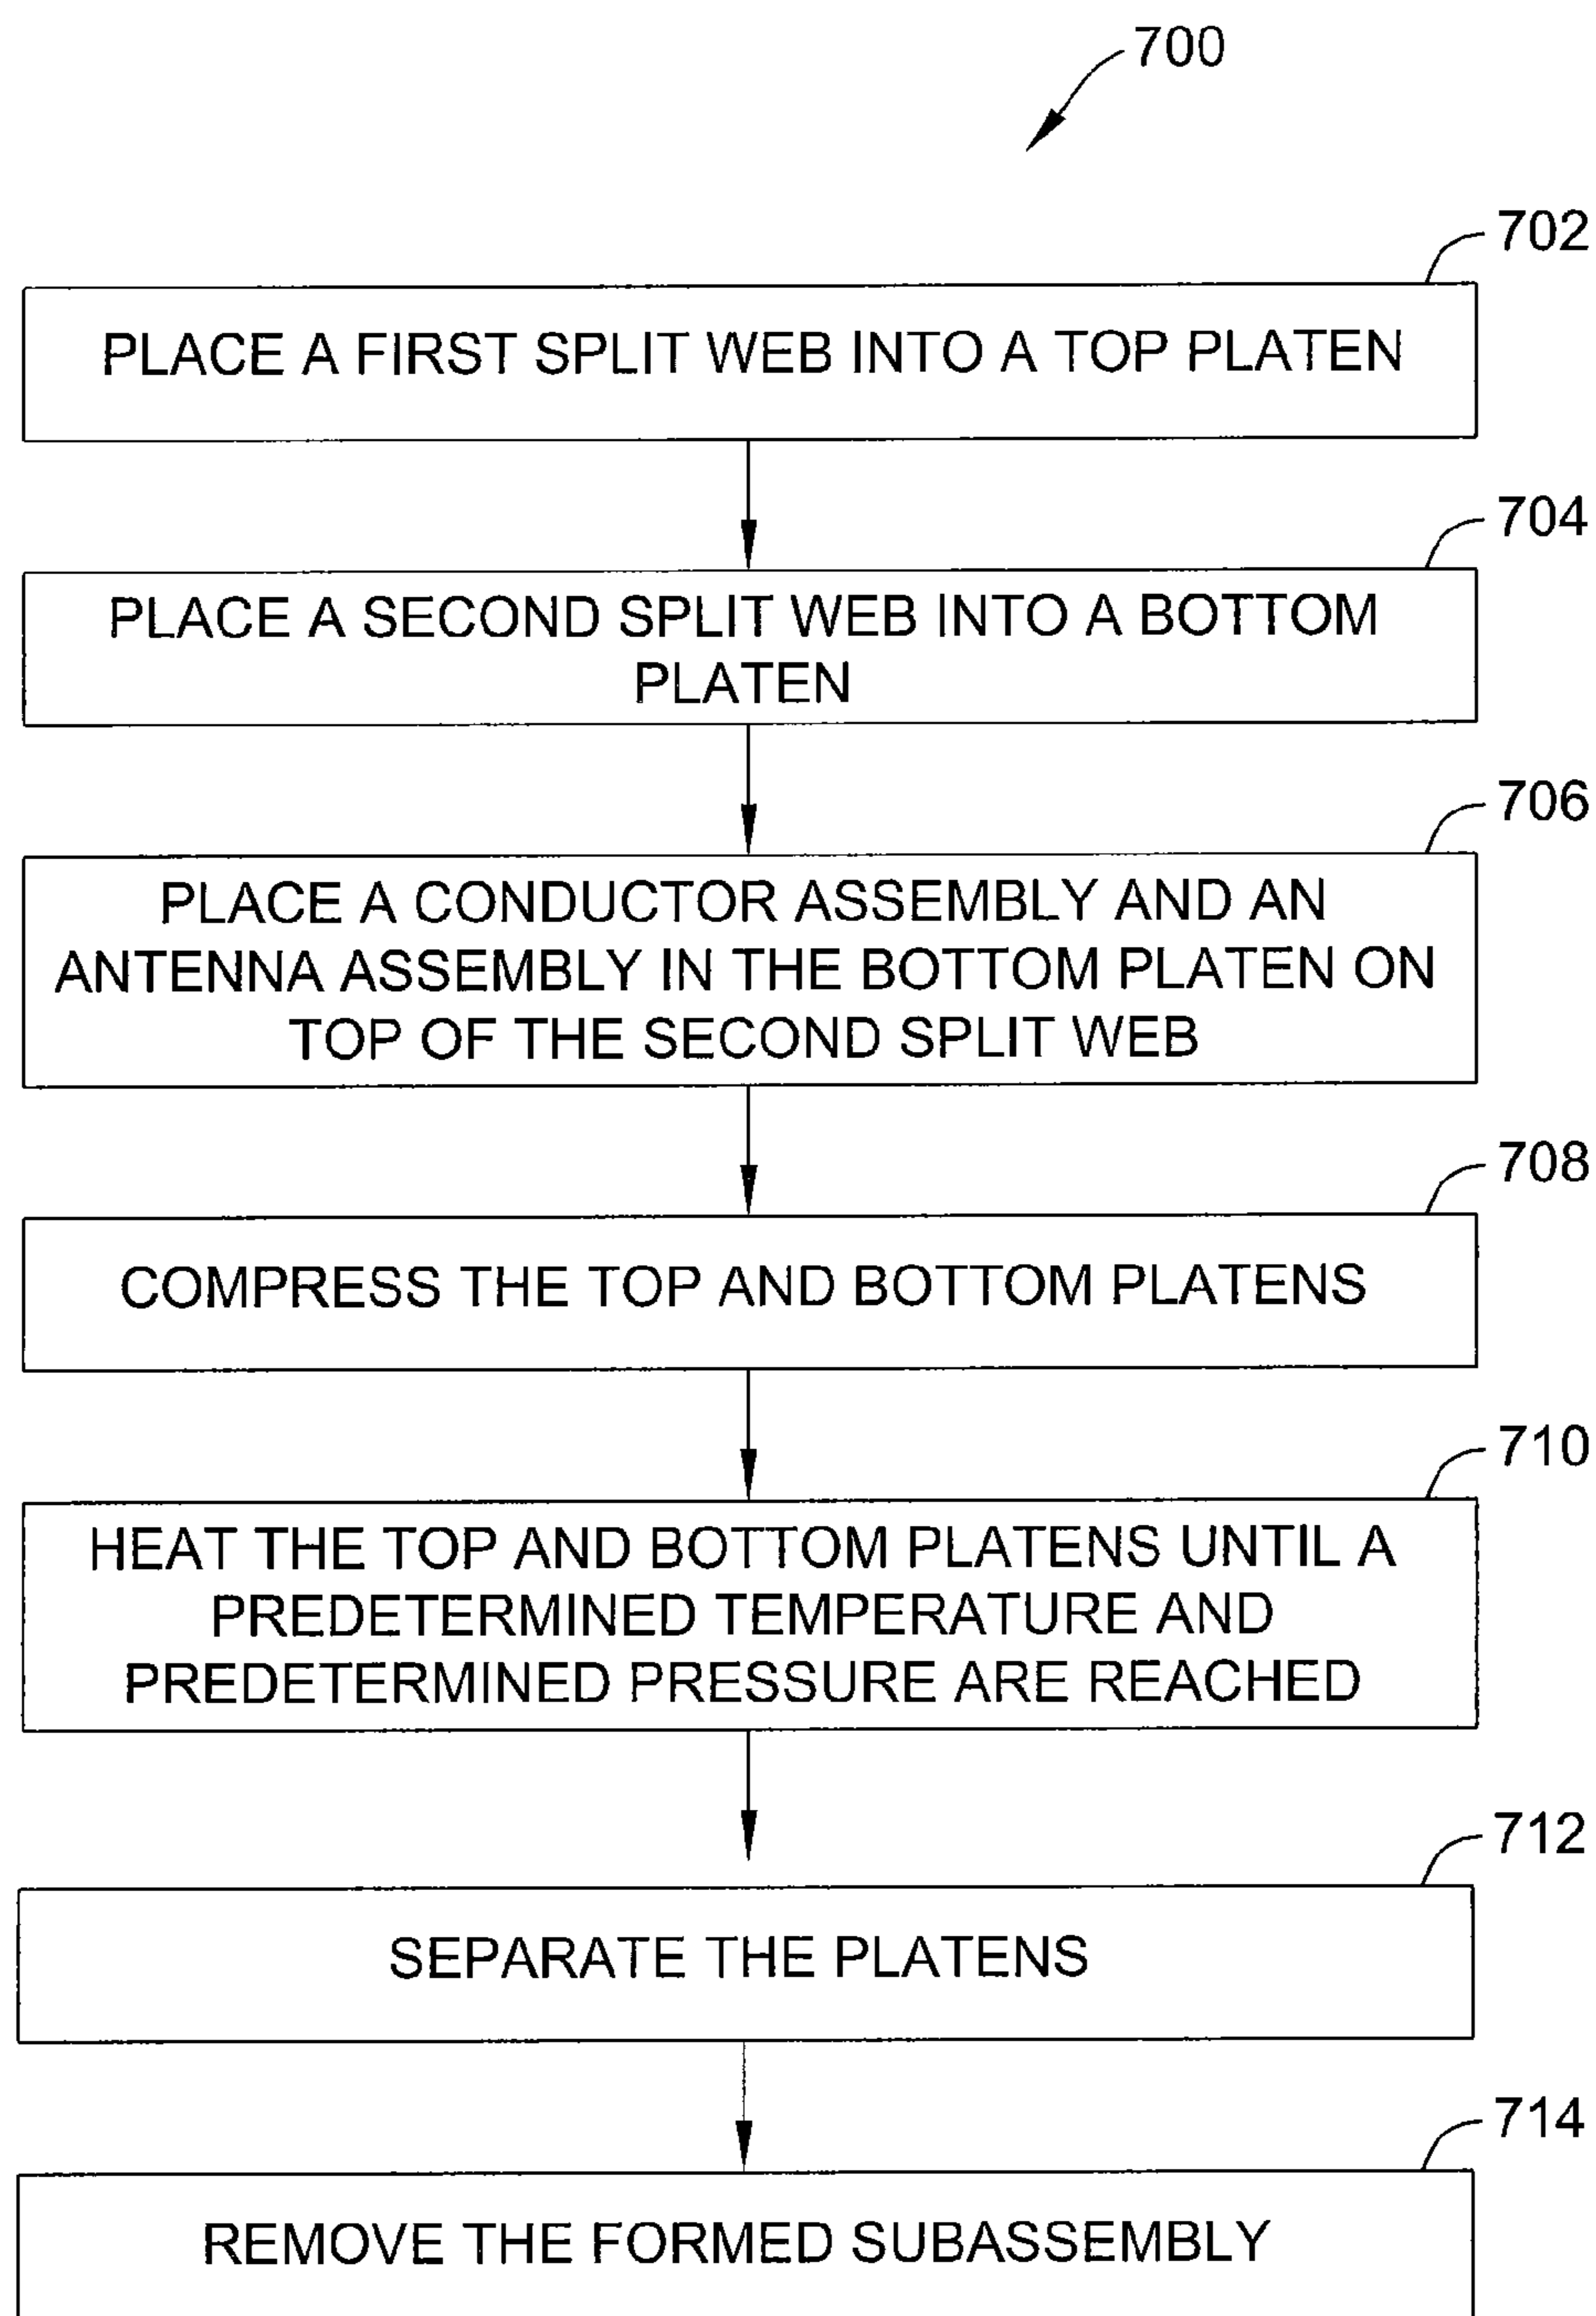 700
702
PLACE A FIRST SPLIT WEB INTO A TOP PLATEN
704
PLACE A SECOND SPLIT WEB INTO A BOTTOM
PLATEN
706
PLACE A CONDUCTOR ASSEMBLY AND AN
ANTENNA ASSEMBLY IN THE BOTTOM PLATEN ON
TOP OF THE SECOND SPLIT WEB
708
COMPRESS THE TOP AND BOTTOM PLATENS
710
HEAT THE TOP AND BOTTOM PLATENS UNTIL A
PREDETERMINED TEMPERATURE AND
PREDETERMINED PRESSURE ARE REACHED
712
SEPARATE THE PLATENS
714
REMOVE THE FORMED SUBASSEMBLY